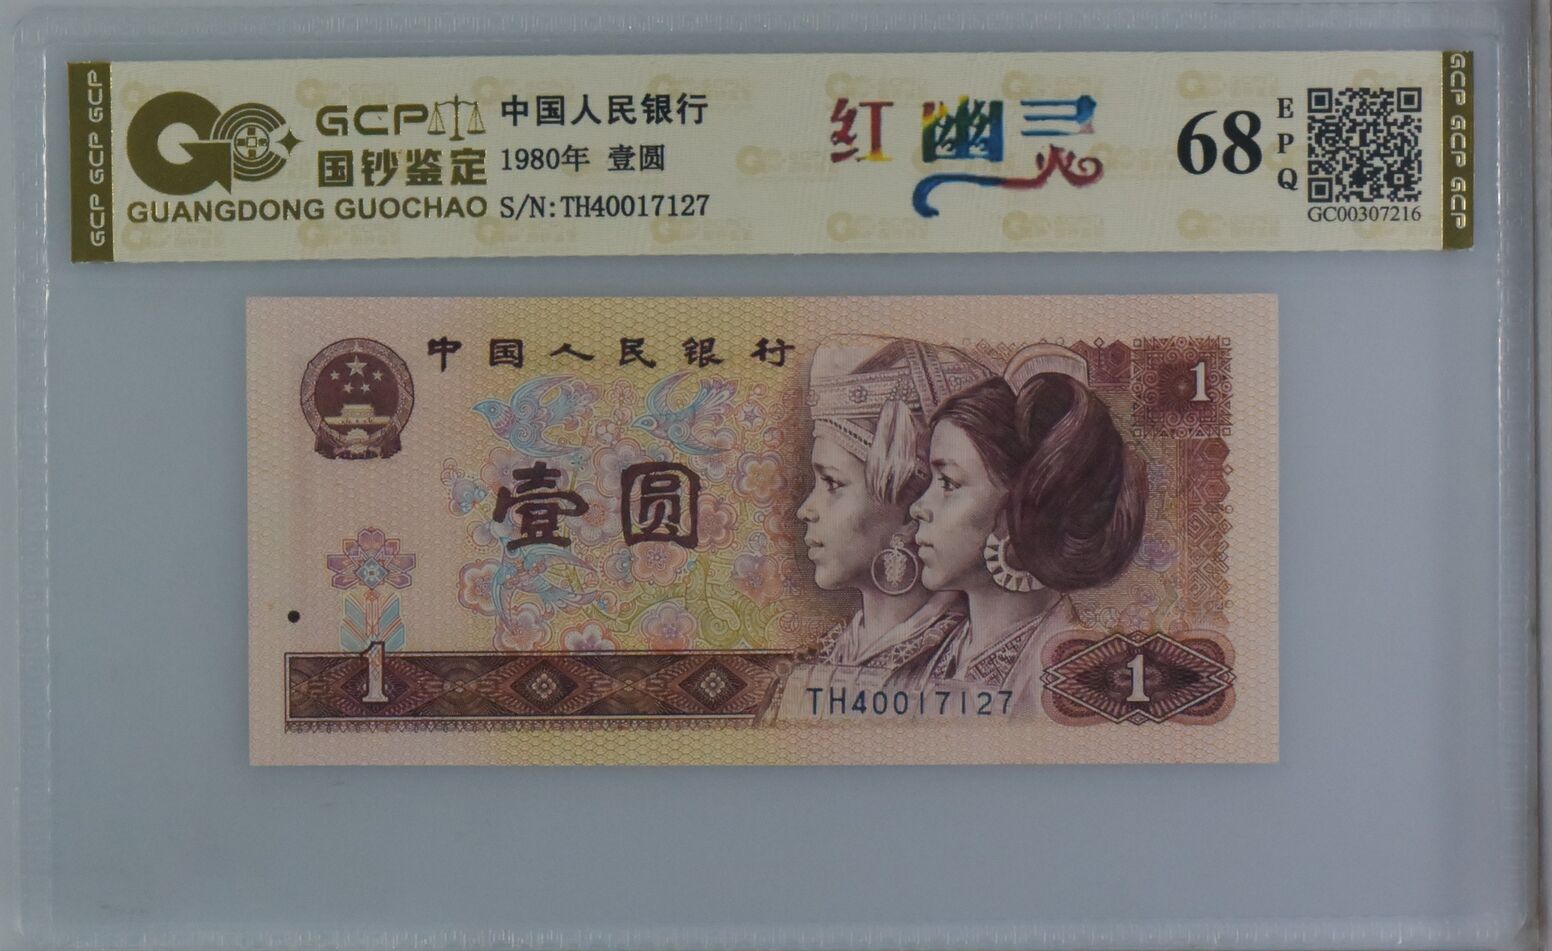 GCP GCP GCP
GCP
国钞鉴定
GUANGDONG GUOCHAO
中国人民银行
1980年 壹圆
S/N:TH40017127
红幽灵
68
EPQ
GC00307216
GCP GCP GCP
中国人民银行
1
壹圆
1
TH40017127
1